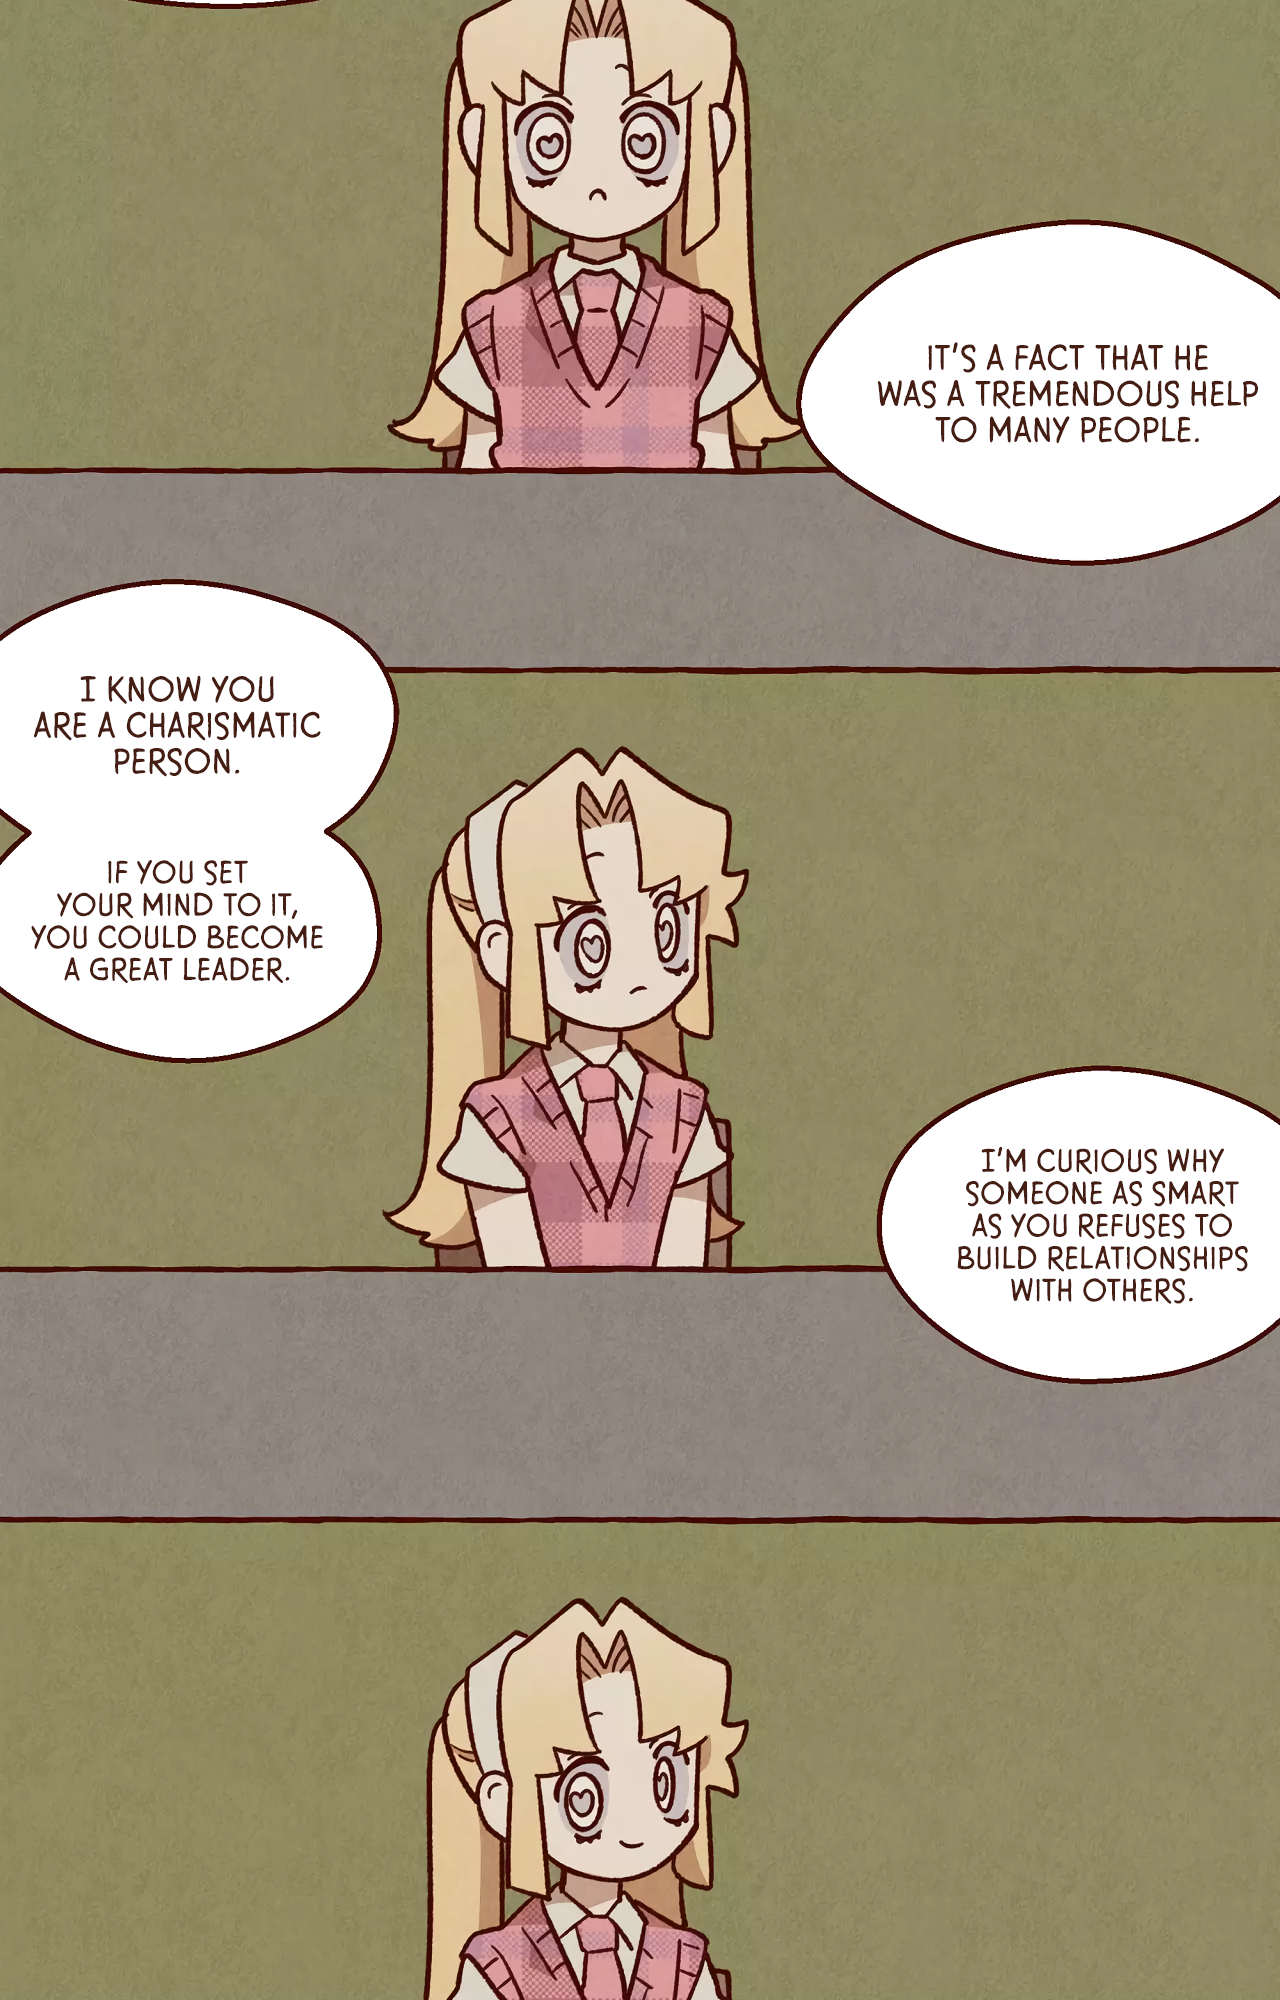 IT'S A FACT THAT HE
WAS A TREMENDOUS HELP
TO MANY PEOPLE.
I KNOW YOU
ARE A CHARISMATIC
PERSON.
IF YOU SET
YOUR MIND TO IT,
YOU COULD BECOME
A GREAT LEADER.
I'M CURIOUS WHY
SOMEONE AS SMART
AS YOU REFUSES TO
BUILD RELATIONSHIPS
WITH OTHERS.